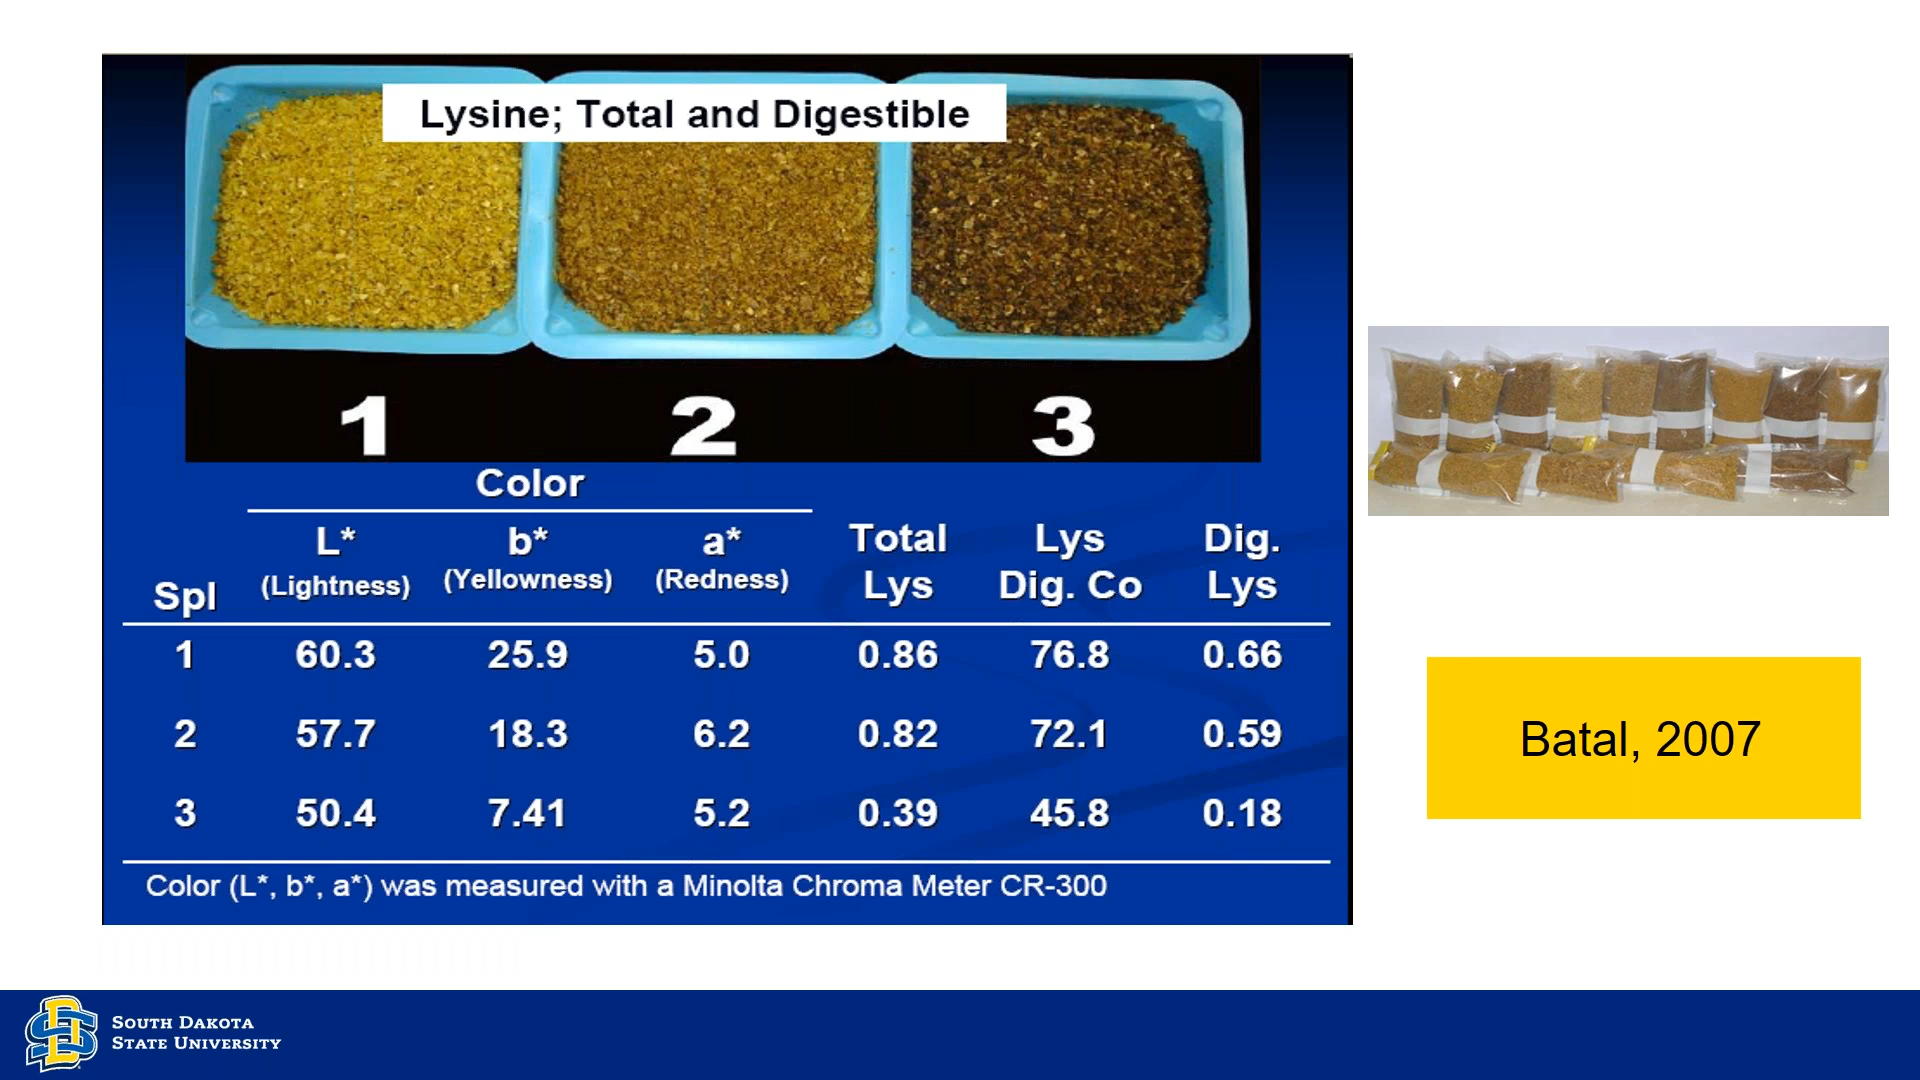 Lysine; Total and Digestible
1 2 3
Color
L* b* a* Total Lys Dig.
(Lightness) (Yellowness) (Redness)
Spl Lys Dig. Co Lys
1 60.3 25.9 5.0 0.86 76.8 0.66
2 57.7 18.3 6.2 0.82 72.1 0.59
3 50.4 7.41 5.2 0.39 45.8 0.18
Color (L*, b*, a*) was measured with a Minolta Chroma Meter CR-300
Batal, 2007
SOUTH DAKOTA
STATE UNIVERSITY